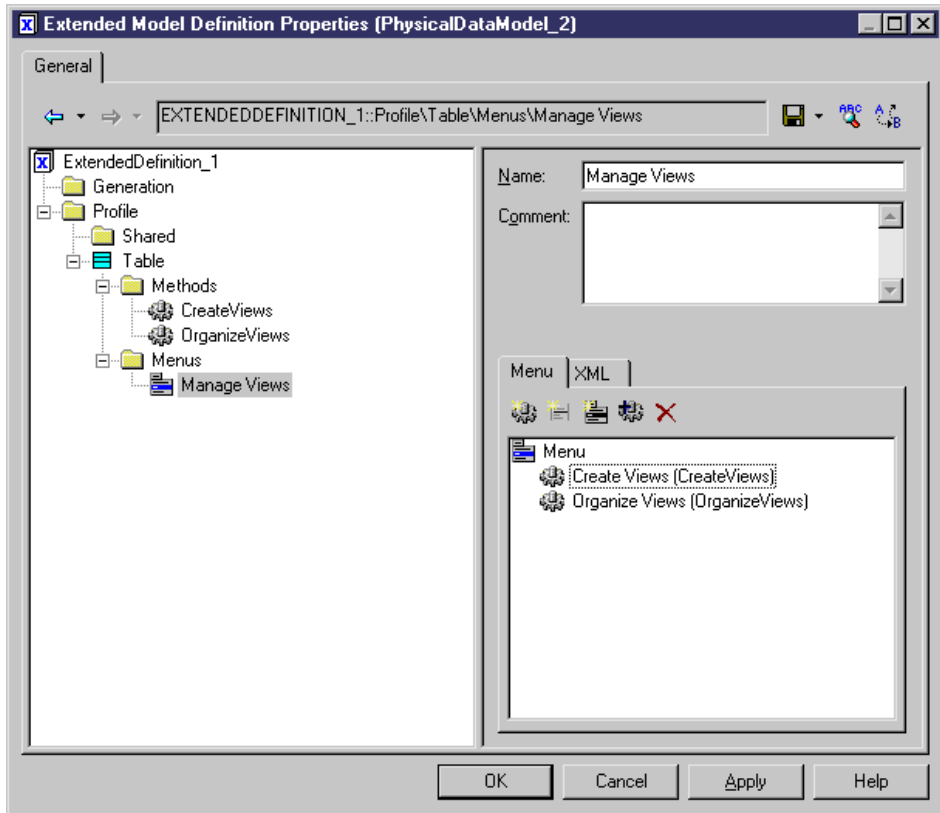 Extended Model Definition Properties (PhysicalDataModel_2)
General
EXTENDEDDEFINITION_1::Profile\Table\Menus\Manage Views
ABC
A
B
ExtendedDefinition_1
Generation
Profile
Shared
Table
Methods
CreateViews
OrganizeViews
Menus
Manage Views
Name: Manage Views
Comment:
Menu XML
Menu
Create Views (CreateViews)
Organize Views (OrganizeViews)
OK Cancel Apply Help